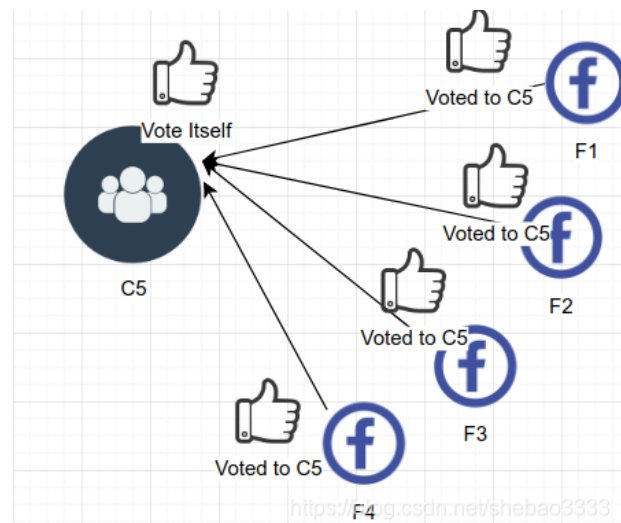 Voted to C5
Vote Itself
F1
Voted to C5
C5
F2
Voted to C5
F3
Voted to C5
F4
https://blog.csdn.net/shebao3333